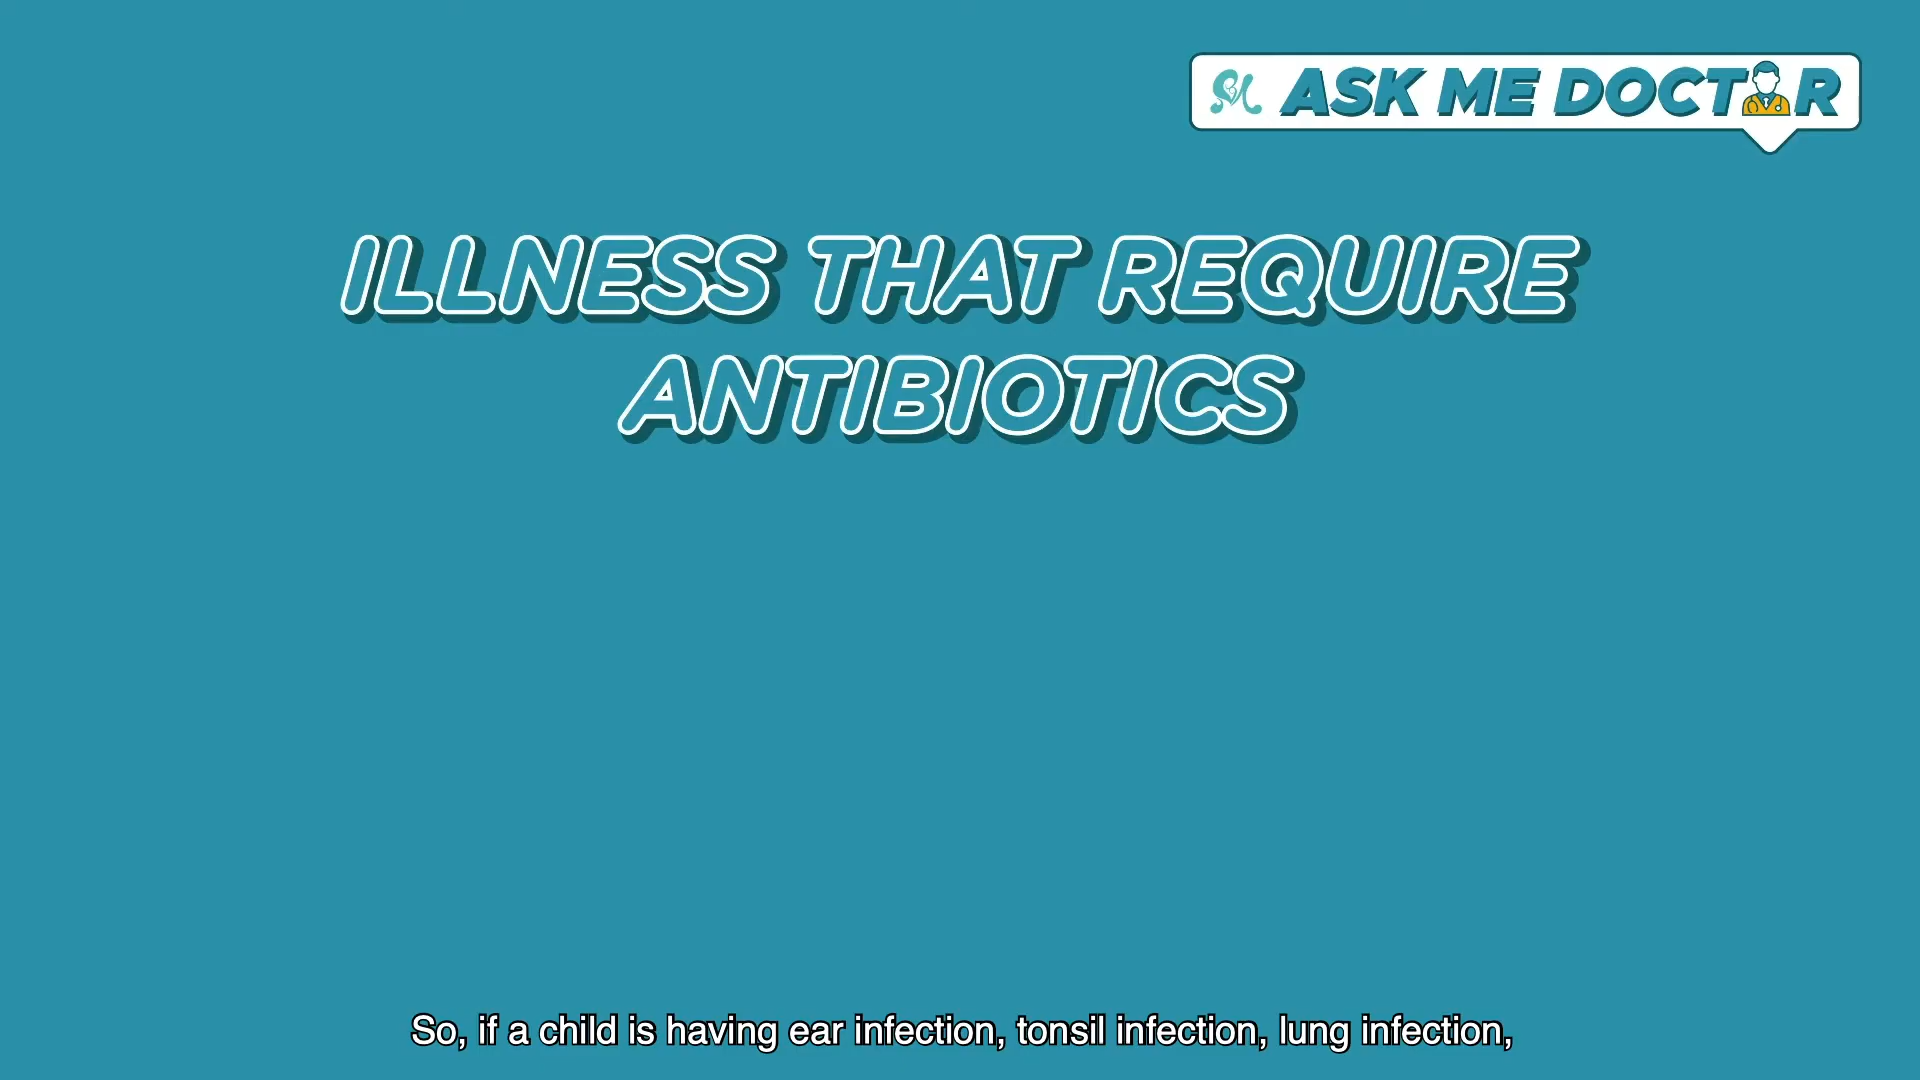 ASK ME DOCTOR
ILLNESS THAT REQUIRE
ANTIBIOTICS
So, if a child is having ear infection, tonsil infection, lung infection,